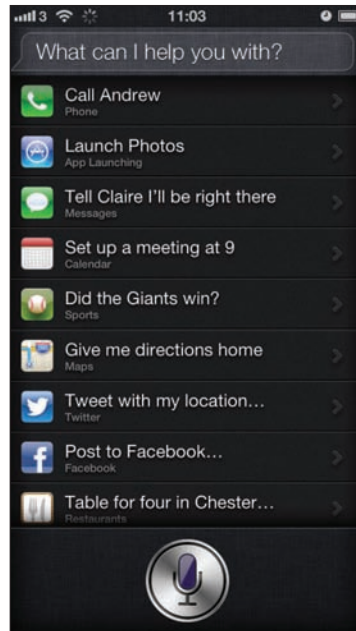 3 11:03
What can I help you with?
Call Andrew
Phone
Launch Photos
App Launching
Tell Claire I'll be right there
Messages
Set up a meeting at 9
Calendar
Did the Giants win?
Sports
Give me directions home
Maps
Tweet with my location…
Twitter
Post to Facebook…
Facebook
Table for four in Chester…
Restaurants